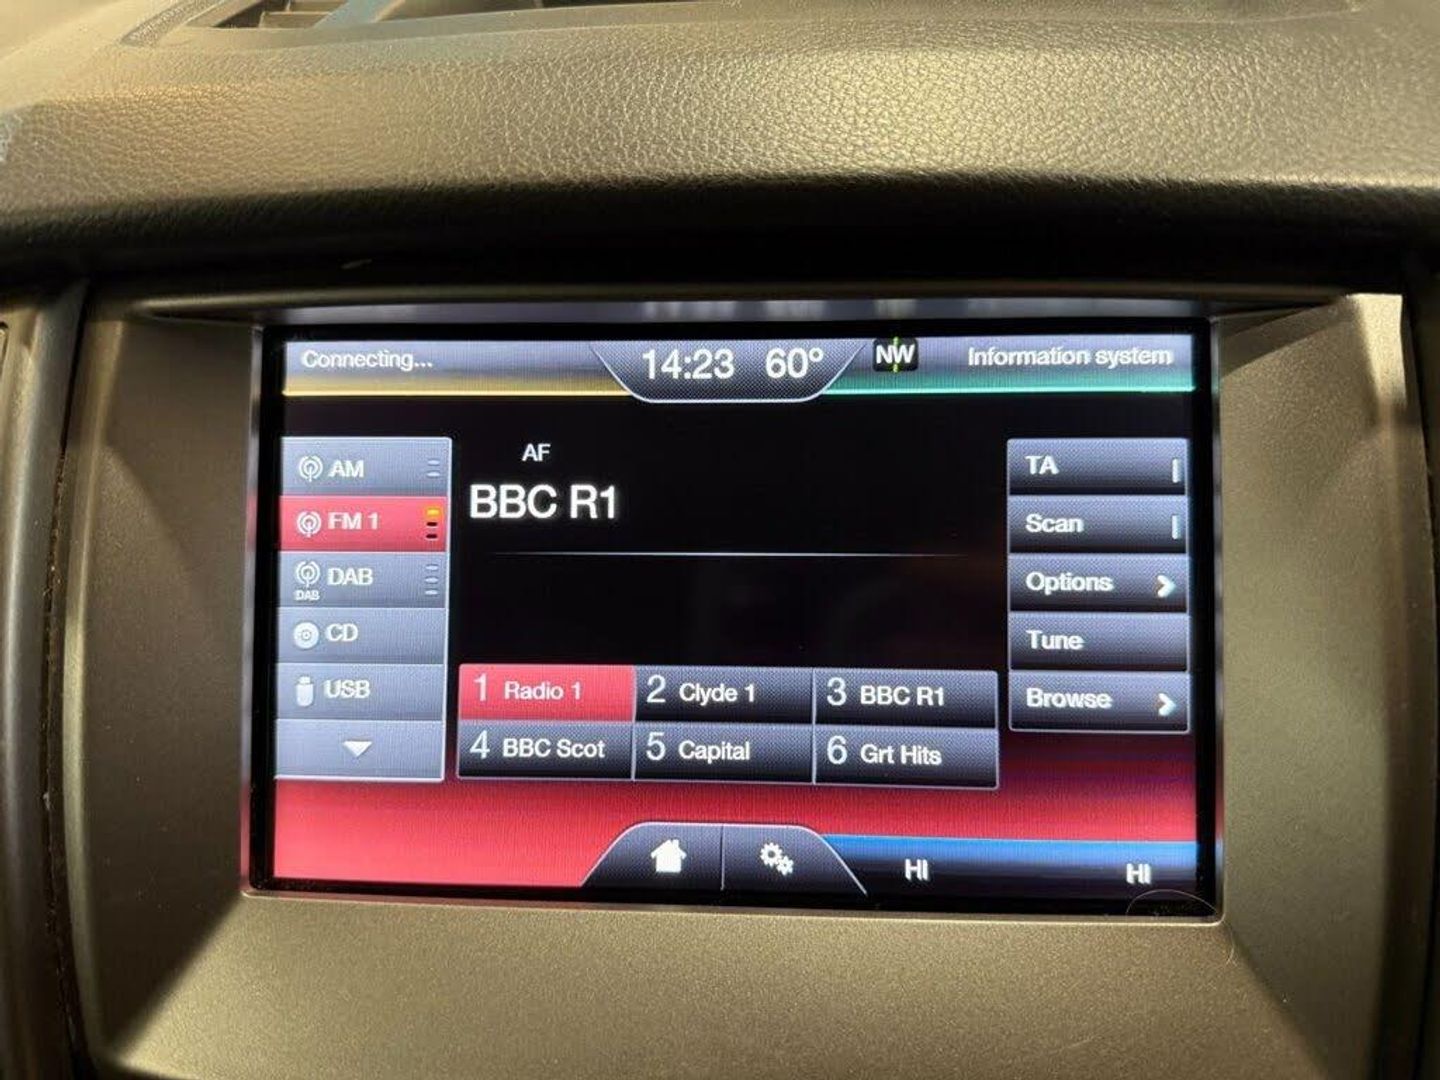 Connecting...
14:23 60°
NW
Information system
AM
FM 1
DAB
DAB
CD
USB
AF
BBC R1
1 Radio 1
2 Clyde 1
3 BBC R1
4 BBC Scot
5 Capital
6 Grt Hits
TA
Scan
Options
Tune
Browse
HI
HI